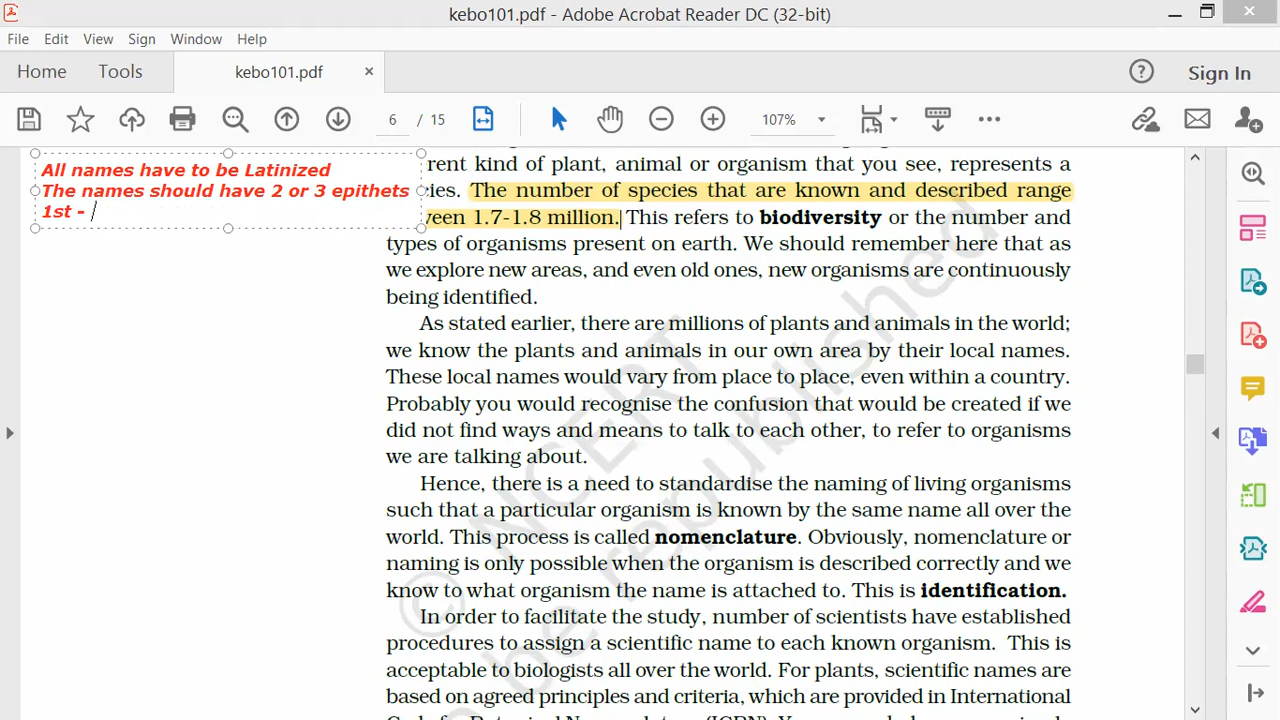 kebo101.pdf - Adobe Acrobat Reader DC (32-bit)
File Edit View Sign Window Help
Home Tools kebo101.pdf × Sign In
6 / 15 107%
All names have to be Latinized
The names should have 2 or 3 epithets
1st -
rent kind of plant, animal or organism that you see, represents a
cies. The number of species that are known and described range
ween 1.7-1.8 million. This refers to biodiversity or the number and
types of organisms present on earth. We should remember here that as
we explore new areas, and even old ones, new organisms are continuously
being identified.
As stated earlier, there are millions of plants and animals in the world;
we know the plants and animals in our own area by their local names.
These local names would vary from place to place, even within a country.
Probably you would recognise the confusion that would be created if we
did not find ways and means to talk to each other, to refer to organisms
we are talking about.
Hence, there is a need to standardise the naming of living organisms
such that a particular organism is known by the same name all over the
world. This process is called nomenclature. Obviously, nomenclature or
naming is only possible when the organism is described correctly and we
know to what organism the name is attached to. This is identification.
In order to facilitate the study, number of scientists have established
procedures to assign a scientific name to each known organism. This is
acceptable to biologists all over the world. For plants, scientific names are
based on agreed principles and criteria, which are provided in International
© NCERT
be republished